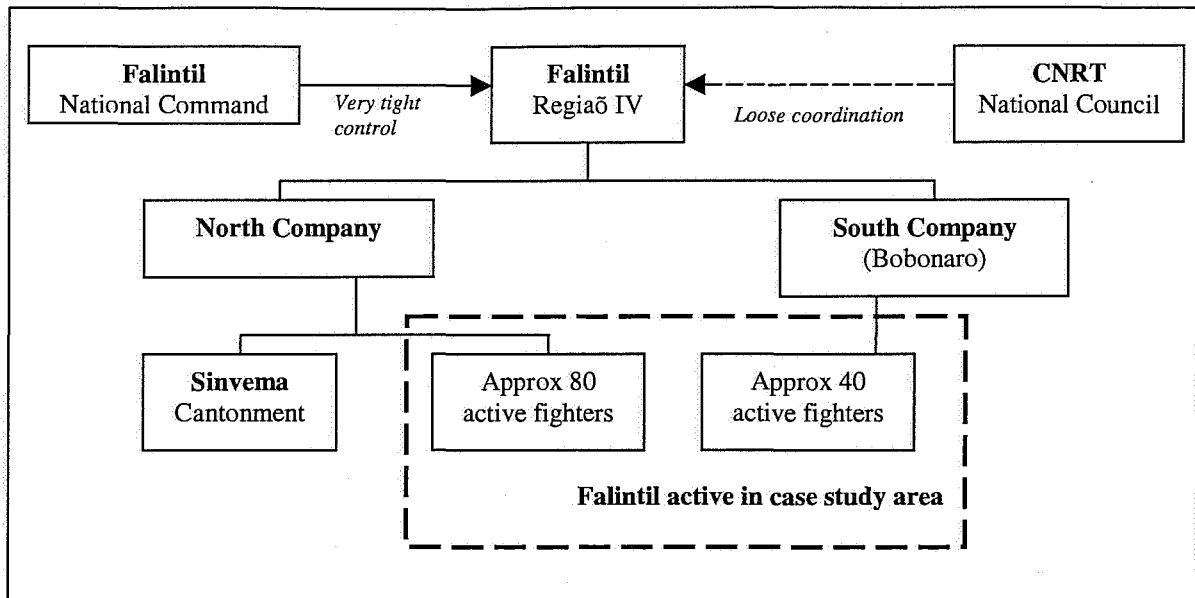 Falintil
National Command
Very tight
control
Falintil
Regiaõ IV
Loose coordination
CNRT
National Council
North Company
South Company
(Bobonaro)
Sinvema
Cantonment
Approx 80
active fighters
Approx 40
active fighters
Falintil active in case study area